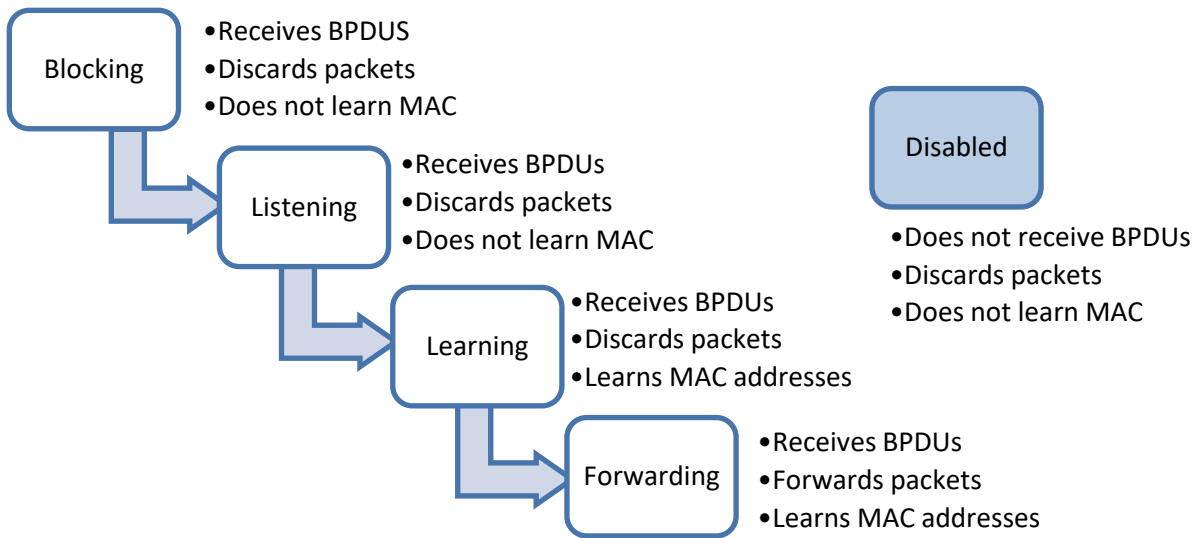 Blocking
•Receives BPDUS
•Discards packets
•Does not learn MAC
Listening
•Receives BPDUs
•Discards packets
•Does not learn MAC
Learning
•Receives BPDUs
•Discards packets
•Learns MAC addresses
Forwarding
•Receives BPDUs
•Forwards packets
•Learns MAC addresses
Disabled
•Does not receive BPDUs
•Discards packets
•Does not learn MAC